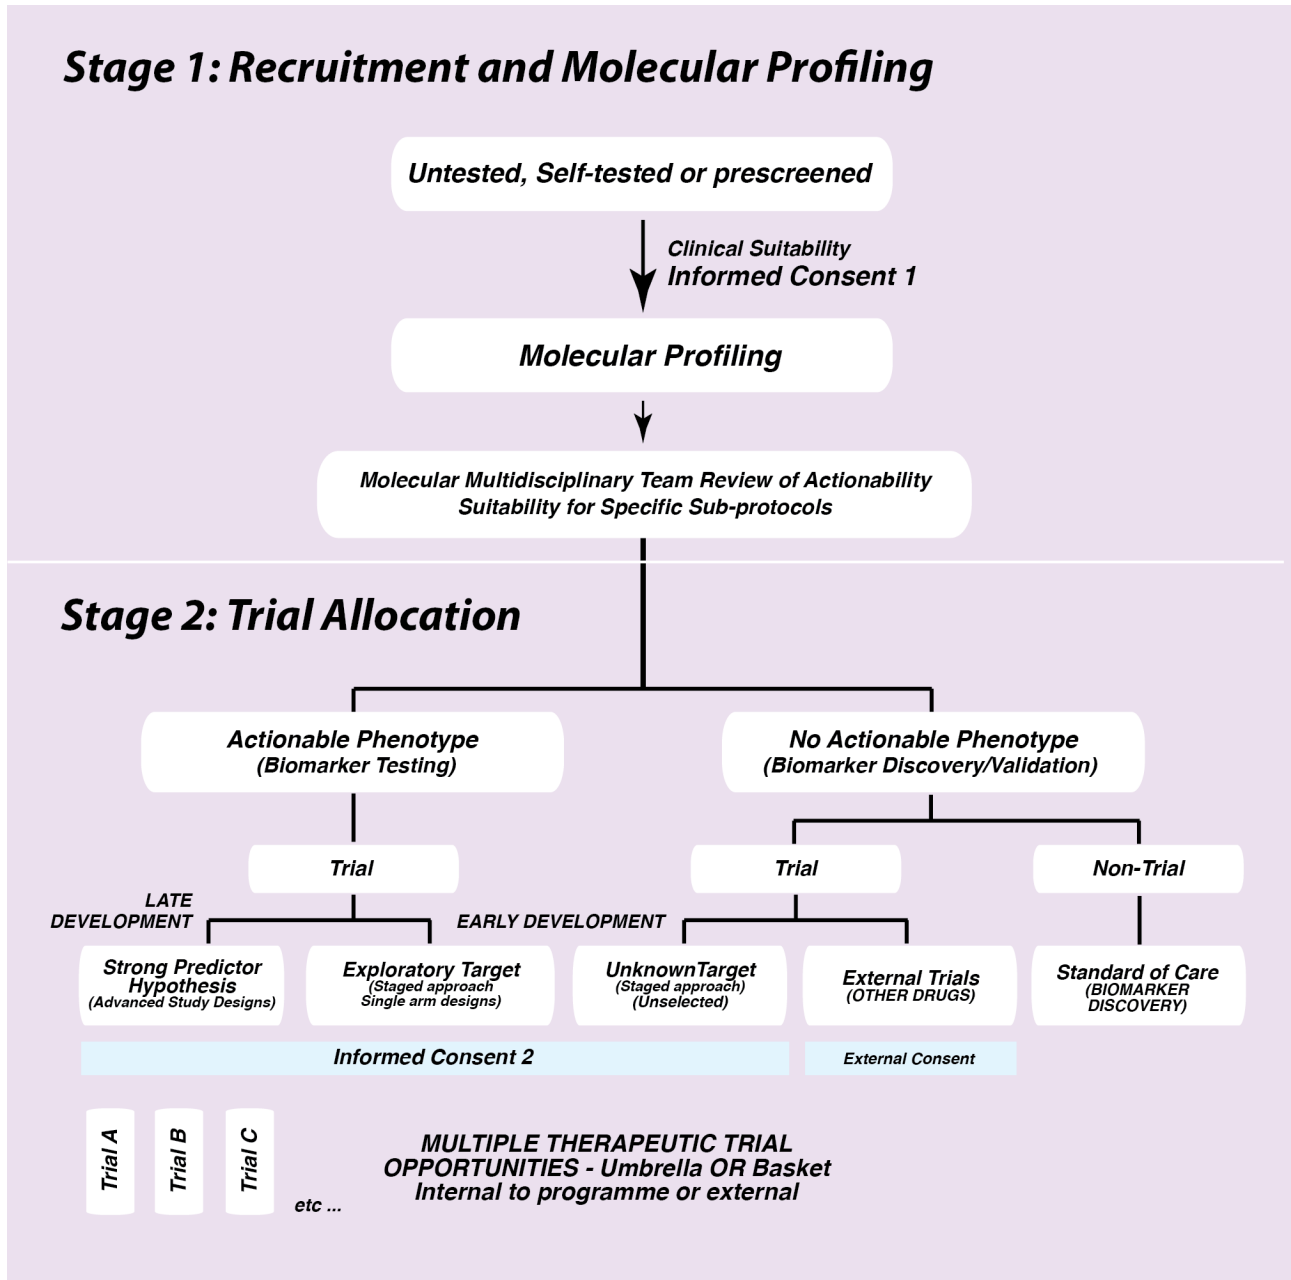 Stage 1: Recruitment and Molecular Profiling
Untested, Self-tested or prescreened
Clinical Suitability
Informed Consent 1
Molecular Profiling
Molecular Multidisciplinary Team Review of Actionability
Suitability for Specific Sub-protocols
Stage 2: Trial Allocation
Actionable Phenotype
(Biomarker Testing)
No Actionable Phenotype
(Biomarker Discovery/Validation)
Trial
Trial
Non-Trial
LATE
DEVELOPMENT
EARLY DEVELOPMENT
Strong Predictor
Hypothesis
(Advanced Study Designs)
Exploratory Target
(Staged approach
Single arm designs)
UnknownTarget
(Staged approach)
(Unselected)
External Trials
(OTHER DRUGS)
Standard of Care
(BIOMARKER
DISCOVERY)
Informed Consent 2
External Consent
Trial A
Trial B
Trial C
etc ...
MULTIPLE THERAPEUTIC TRIAL
OPPORTUNITIES - Umbrella OR Basket
Internal to programme or external